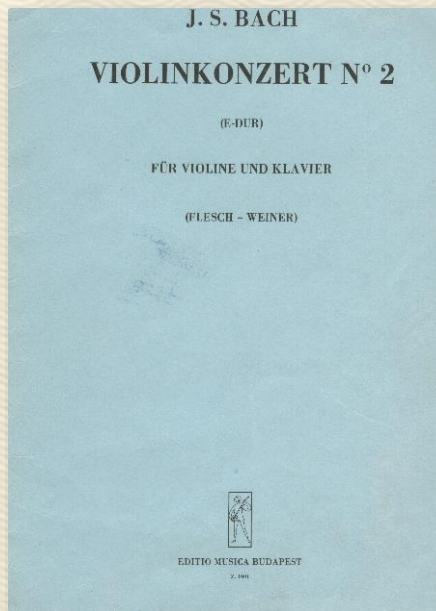 J. S. BACH
VIOLINKONZERT Nº 2
(E-DUR)
FÜR VIOLINE UND KLAVIER
(FLESCH – WEINER)
EDITIO MUSICA BUDAPEST